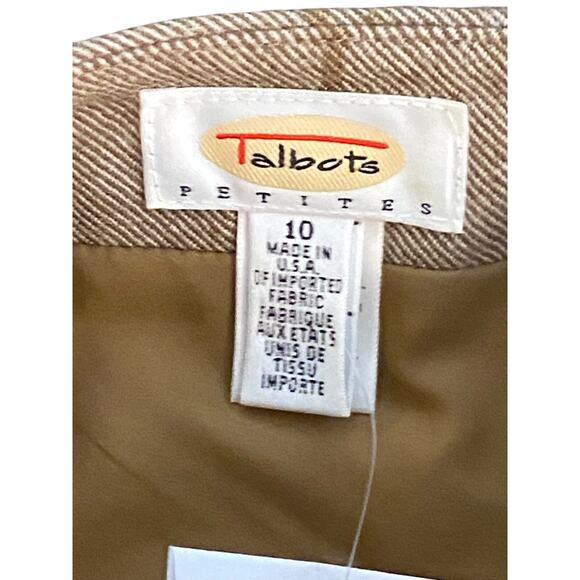 Talbots
PETITES
10
MADE IN
U.S.A.
OF IMPORTED
FABRIC
FABRIQUE
AUX ETATS
UNIS DE
TISSU
IMPORTE